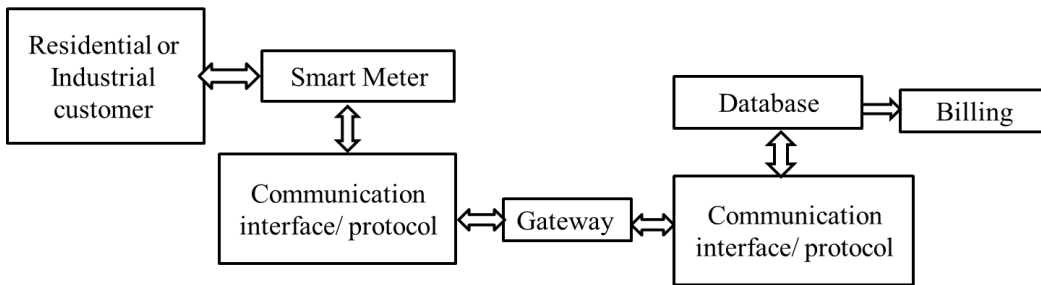 Residential or
Industrial
customer
Smart Meter
Communication
interface/ protocol
Gateway
Database
Billing
Communication
interface/ protocol